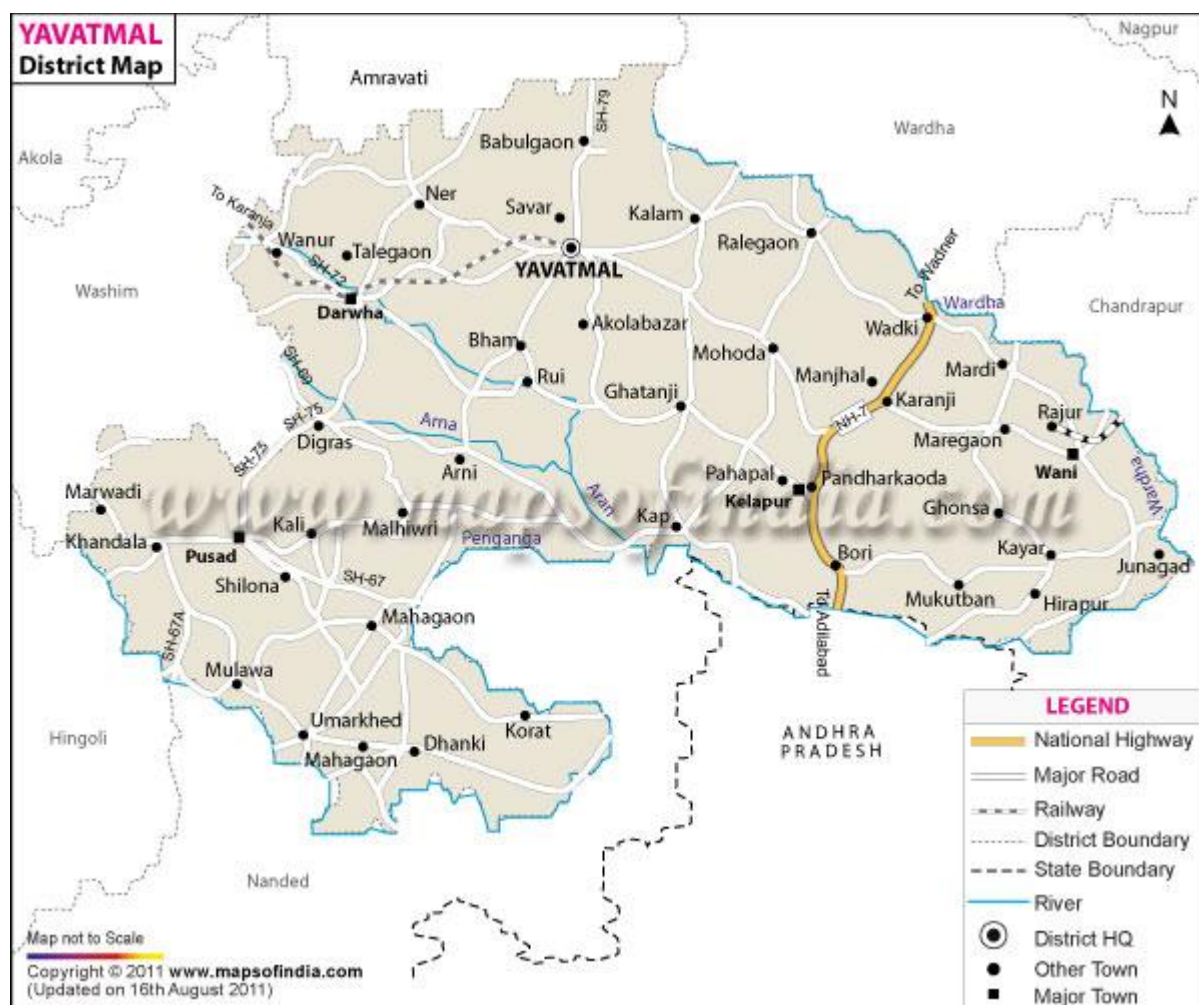 YAVATMAL
District Map
Nagpur
Amravati
N
SH-79
Wardha
Babulgaon
Akola
Ner
Savar
Kalam
To Karanja
Ralegaon
Wanur
Talegaon
YAVATMAL
SH-72
To Wadner
Washim
Wardha
Chandrapur
Darwha
Akolabazar
Wadki
Bham
Mohoda
Mardi
SH-69
Rui
Ghatanji
Manjhal
Karanji
Rajur
SH-75
Arna
NH-7
Digras
Maregaon
SH-75
Arni
Wani
Pahapal
Pandharkaoda
Wardha
Marwadi
www.mapsofindia.com
Kelapur
Aran
Kali
Malhiwri
Kap
Ghonsa
Khandala
Pusad
Penganga
Kayar
Bori
Junagad
Shilona
SH-67
Mukutban
Hirapur
To Adilabad
SH-67A
Mahagaon
Mulawa
Umarkhed
Korat
Hingoli
Mahagaon
Dhanki
ANDHRA
PRADESH
Nanded
LEGEND
National Highway
Major Road
Railway
District Boundary
State Boundary
River
District HQ
Other Town
Major Town
Map not to Scale
Copyright © 2011 www.mapsofindia.com
(Updated on 16th August 2011)